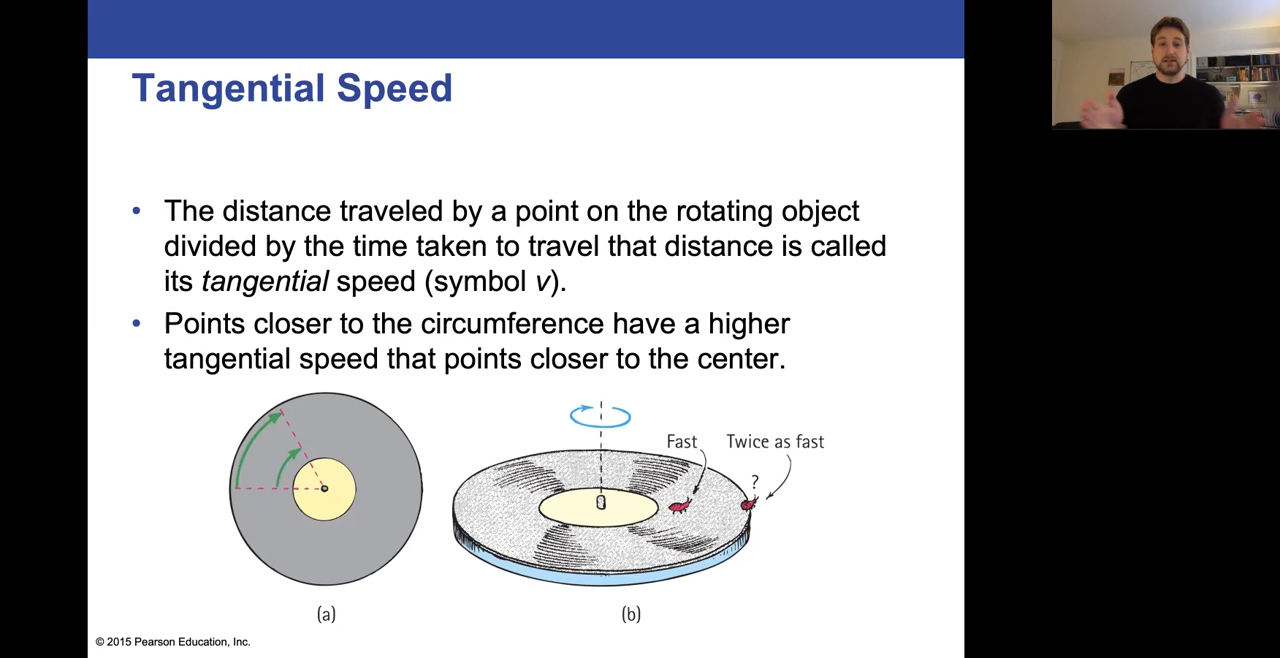 Tangential Speed
• The distance traveled by a point on the rotating object
divided by the time taken to travel that distance is called
its tangential speed (symbol v).
• Points closer to the circumference have a higher
tangential speed that points closer to the center.
Fast
Twice as fast
?
(a)
(b)
© 2015 Pearson Education, Inc.